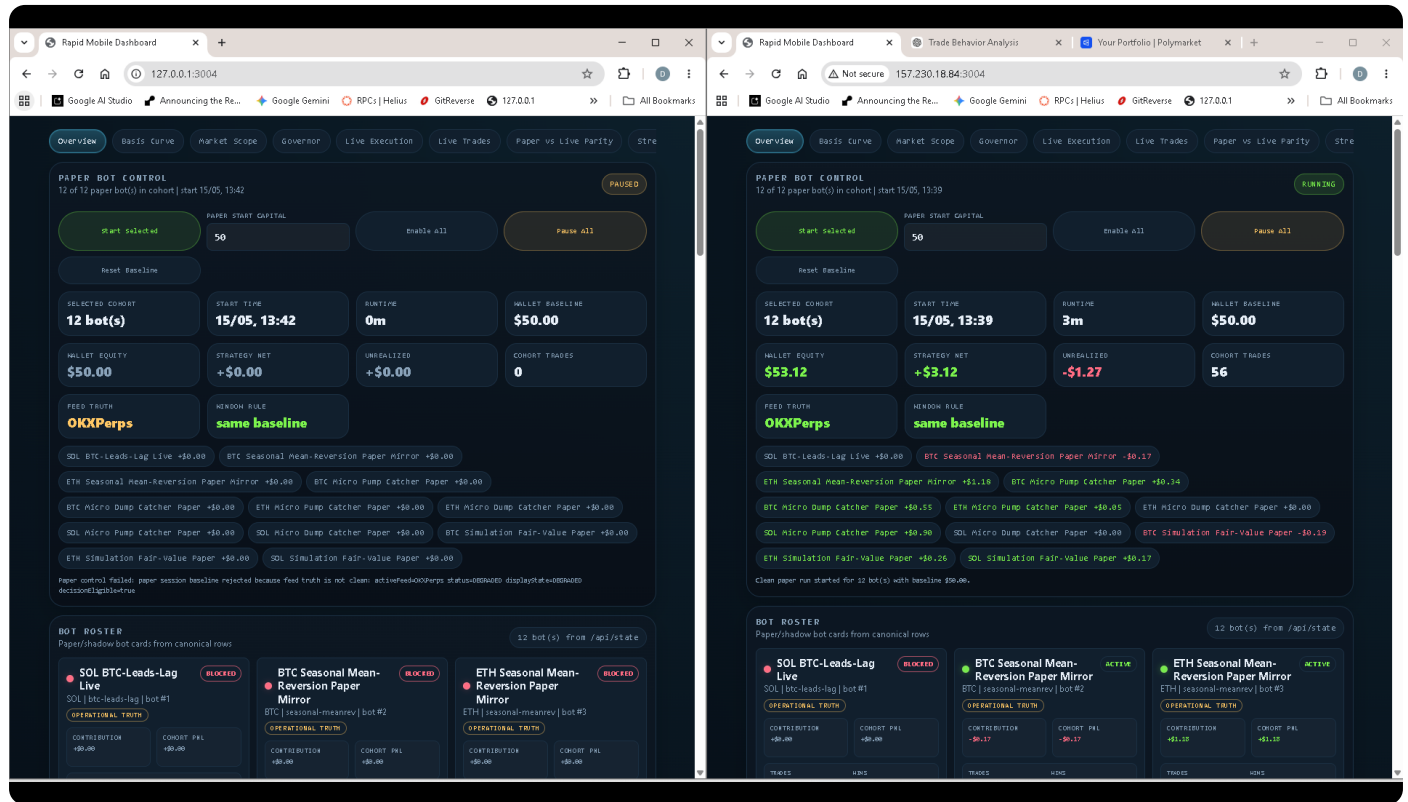 Rapid Mobile Dashboard
127.0.0.1:3004
Google AI Studio
Announcing the Re...
Google Gemini
RPCs | Helius
GitReverse
127.0.0.1
»
All Bookmarks
Overview
Basis Curve
Market Scope
Governor
Live Execution
Live Trades
Paper vs Live Parity
Stre
PAPER BOT CONTROL
12 of 12 paper bot(s) in cohort | start 15/05, 13:42
PAUSED
Start Selected
PAPER START CAPITAL
50
Enable All
Pause All
Reset Baseline
SELECTED COHORT
12 bot(s)
START TIME
15/05, 13:42
RUNTIME
0m
WALLET BASELINE
$50.00
WALLET EQUITY
$50.00
STRATEGY NET
+$0.00
UNREALIZED
+$0.00
COHORT TRADES
0
FEED TRUTH
OKXPerps
WINDOW RULE
same baseline
SOL BTC-Leads-Lag Live +$0.00
BTC Seasonal Mean-Reversion Paper Mirror +$0.00
ETH Seasonal Mean-Reversion Paper Mirror +$0.00
BTC Micro Pump Catcher Paper +$0.00
BTC Micro Dump Catcher Paper +$0.00
ETH Micro Pump Catcher Paper +$0.00
ETH Micro Dump Catcher Paper +$0.00
SOL Micro Pump Catcher Paper +$0.00
SOL Micro Dump Catcher Paper +$0.00
BTC Simulation Fair-Value Paper +$0.00
ETH Simulation Fair-Value Paper +$0.00
SOL Simulation Fair-Value Paper +$0.00
Paper control failed: paper session baseline rejected because feed truth is not clean: activeFeed=OKXPerps status=DEGRADED displayState=DEGRADED
decisionEligible=true
BOT ROSTER
Paper/shadow bot cards from canonical rows
12 bot(s) from /api/state
SOL BTC-Leads-Lag
Live
BLOCKED
SOL | btc-leads-lag | bot #1
OPERATIONAL TRUTH
CONTRIBUTION
+$0.00
COHORT PNL
+$0.00
BTC Seasonal Mean-
Reversion Paper
Mirror
BLOCKED
BTC | seasonal-meanrev | bot #2
OPERATIONAL TRUTH
CONTRIBUTION
+$0.00
COHORT PNL
+$0.00
ETH Seasonal Mean-
Reversion Paper
Mirror
BLOCKED
ETH | seasonal-meanrev | bot #3
OPERATIONAL TRUTH
CONTRIBUTION
+$0.00
COHORT PNL
+$0.00
Rapid Mobile Dashboard
Trade Behavior Analysis
Your Portfolio | Polymarket
Not secure
157.230.18.84:3004
Google AI Studio
Announcing the Re...
Google Gemini
RPCs | Helius
GitReverse
127.0.0.1
»
All Bookmarks
Overview
Basis Curve
Market Scope
Governor
Live Execution
Live Trades
Paper vs Live Parity
Stre
PAPER BOT CONTROL
12 of 12 paper bot(s) in cohort | start 15/05, 13:39
RUNNING
Start Selected
PAPER START CAPITAL
50
Enable All
Pause All
Reset Baseline
SELECTED COHORT
12 bot(s)
START TIME
15/05, 13:39
RUNTIME
3m
WALLET BASELINE
$50.00
WALLET EQUITY
$53.12
STRATEGY NET
+$3.12
UNREALIZED
-$1.27
COHORT TRADES
56
FEED TRUTH
OKXPerps
WINDOW RULE
same baseline
SOL BTC-Leads-Lag Live +$0.00
BTC Seasonal Mean-Reversion Paper Mirror -$0.17
ETH Seasonal Mean-Reversion Paper Mirror +$1.18
BTC Micro Pump Catcher Paper +$0.34
BTC Micro Dump Catcher Paper +$0.55
ETH Micro Pump Catcher Paper +$0.05
ETH Micro Dump Catcher Paper +$0.00
SOL Micro Pump Catcher Paper +$0.90
SOL Micro Dump Catcher Paper +$0.00
BTC Simulation Fair-Value Paper -$0.19
ETH Simulation Fair-Value Paper +$0.26
SOL Simulation Fair-Value Paper +$0.17
Clean paper run started for 12 bot(s) with baseline $50.00.
BOT ROSTER
Paper/shadow bot cards from canonical rows
12 bot(s) from /api/state
SOL BTC-Leads-Lag
Live
BLOCKED
SOL | btc-leads-lag | bot #1
OPERATIONAL TRUTH
CONTRIBUTION
+$0.00
COHORT PNL
+$0.00
TRADES
WINS
BTC Seasonal Mean-
Reversion Paper Mirror
ACTIVE
BTC | seasonal-meanrev | bot #2
OPERATIONAL TRUTH
CONTRIBUTION
-$0.17
COHORT PNL
-$0.17
TRADES
WINS
ETH Seasonal Mean-
Reversion Paper Mirror
ACTIVE
ETH | seasonal-meanrev | bot #3
OPERATIONAL TRUTH
CONTRIBUTION
+$1.18
COHORT PNL
+$1.18
TRADES
WINS